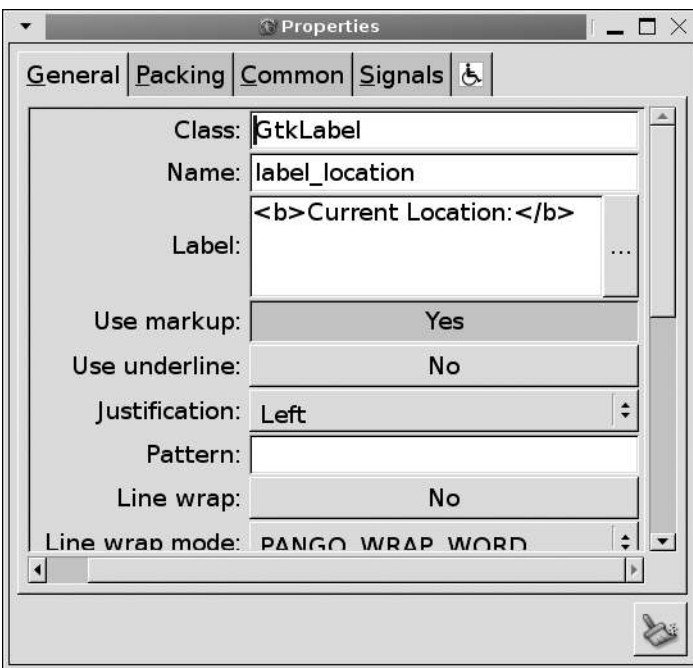 Properties
General Packing Common Signals
Class: GtkLabel
Name: label_location
Label: <b>Current Location:</b>
...
Use markup: Yes
Use underline: No
Justification: Left
Pattern:
Line wrap: No
Line wrap mode: PANGO_WRAP_WORD